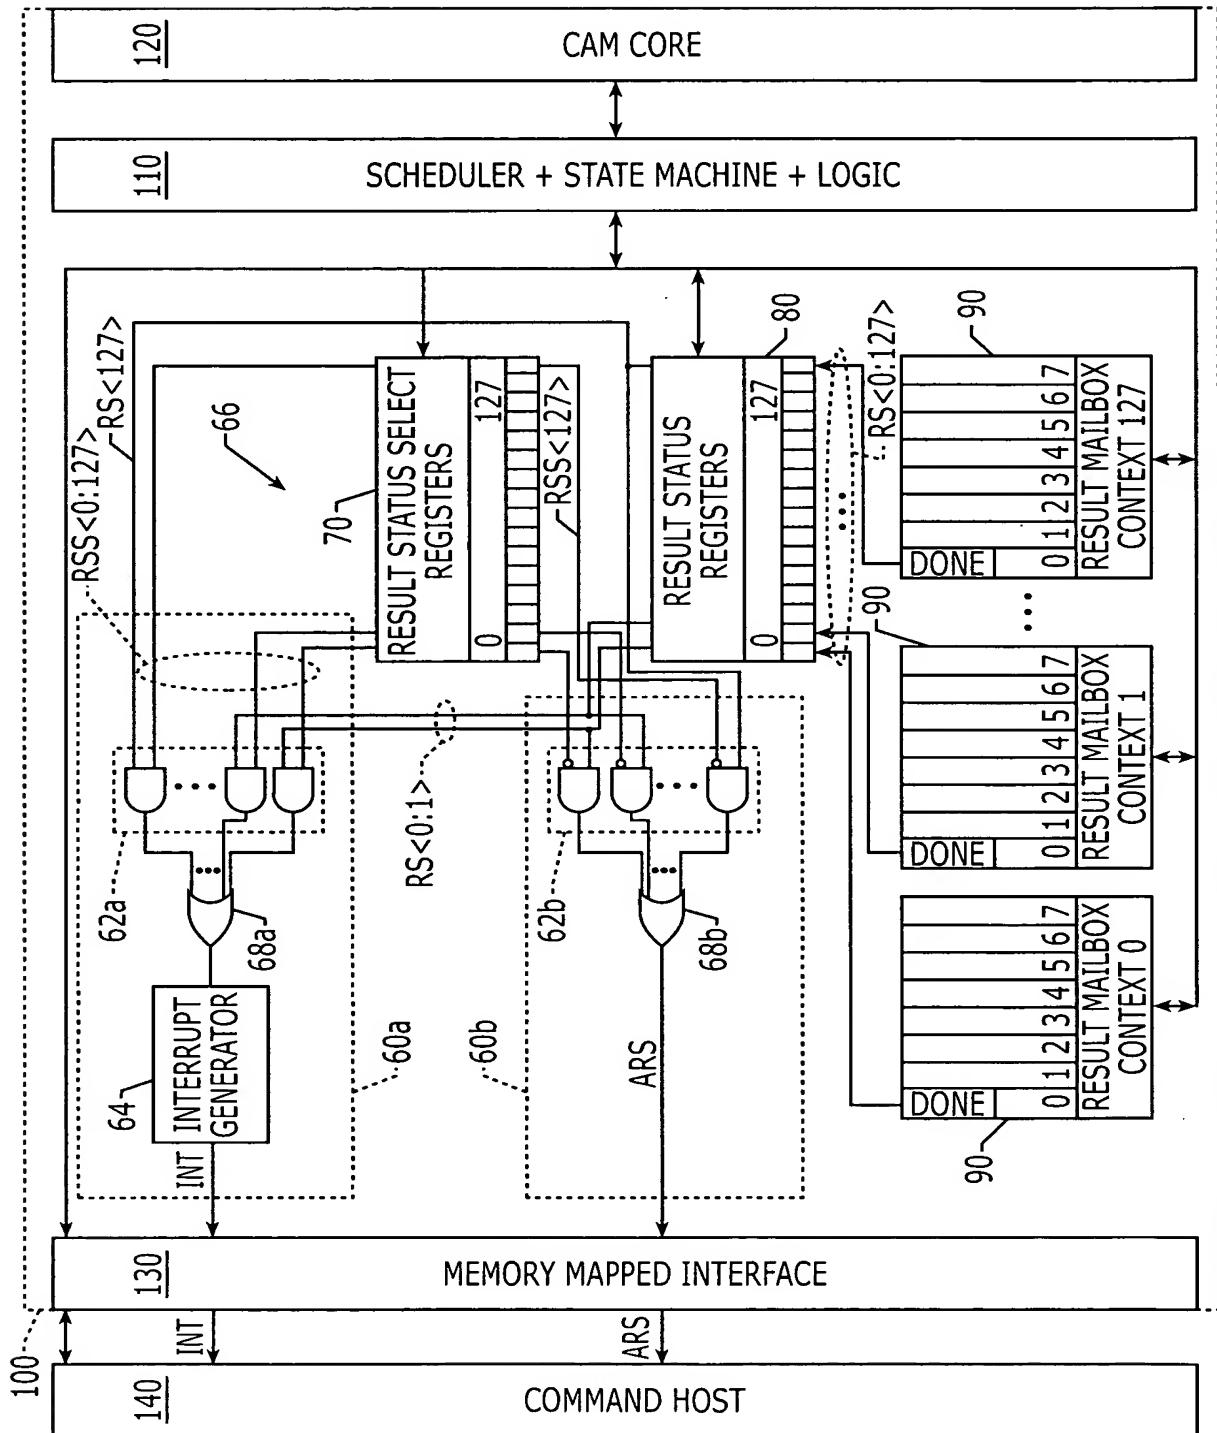 120
CAM CORE
110
SCHEDULER + STATE MACHINE + LOGIC
RS<127>
RSS<0:127>
66
70
RESULT STATUS SELECT
REGISTERS
0
127
RSS<127>
RESULT STATUS
REGISTERS
0
127
80
RS<0:127>
62a
68a
64
INTERRUPT
GENERATOR
INT
60a
RS<0:1>
62b
68b
60b
ARS
90
DONE
0 1 2 3 4 5 6 7
RESULT MAILBOX
CONTEXT 0
90
DONE
0 1 2 3 4 5 6 7
RESULT MAILBOX
CONTEXT 1
90
DONE
0 1 2 3 4 5 6 7
RESULT MAILBOX
CONTEXT 127
130
MEMORY MAPPED INTERFACE
100
INT
ARS
140
COMMAND HOST